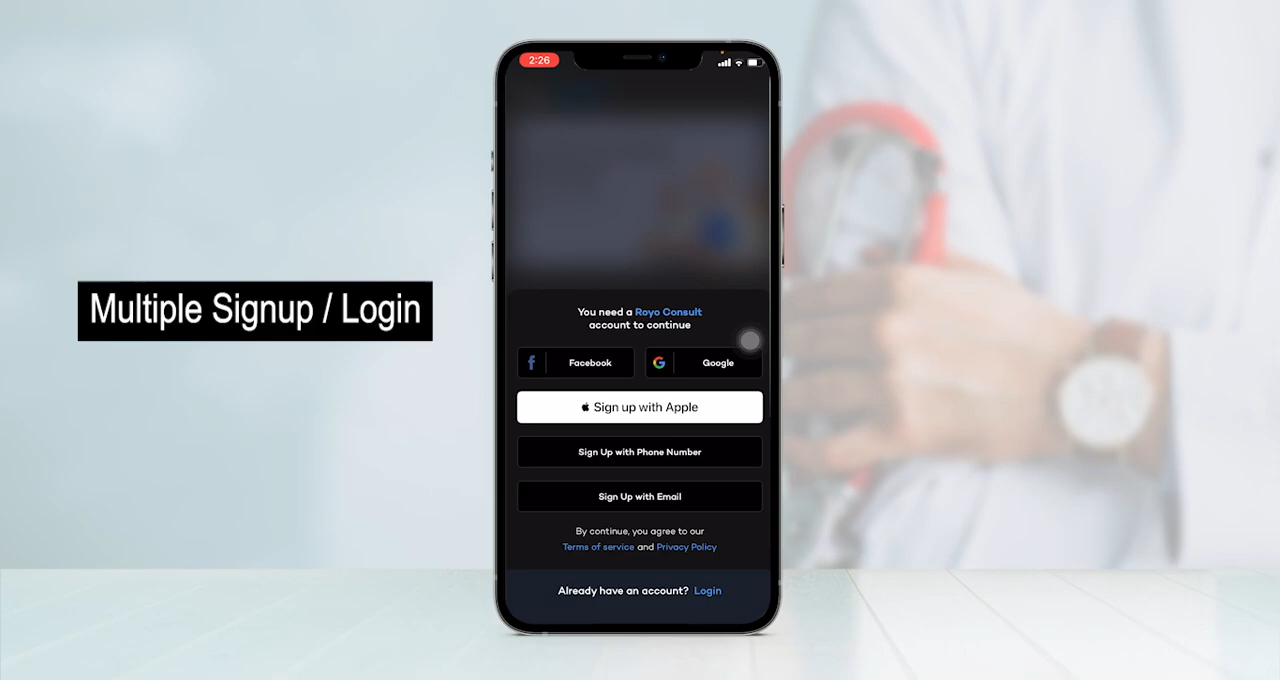 2:26
Multiple Signup / Login
You need a Royo Consult
account to continue
Facebook
Google
Sign up with Apple
Sign Up with Phone Number
Sign Up with Email
By continue, you agree to our
Terms of service and Privacy Policy
Already have an account? Login